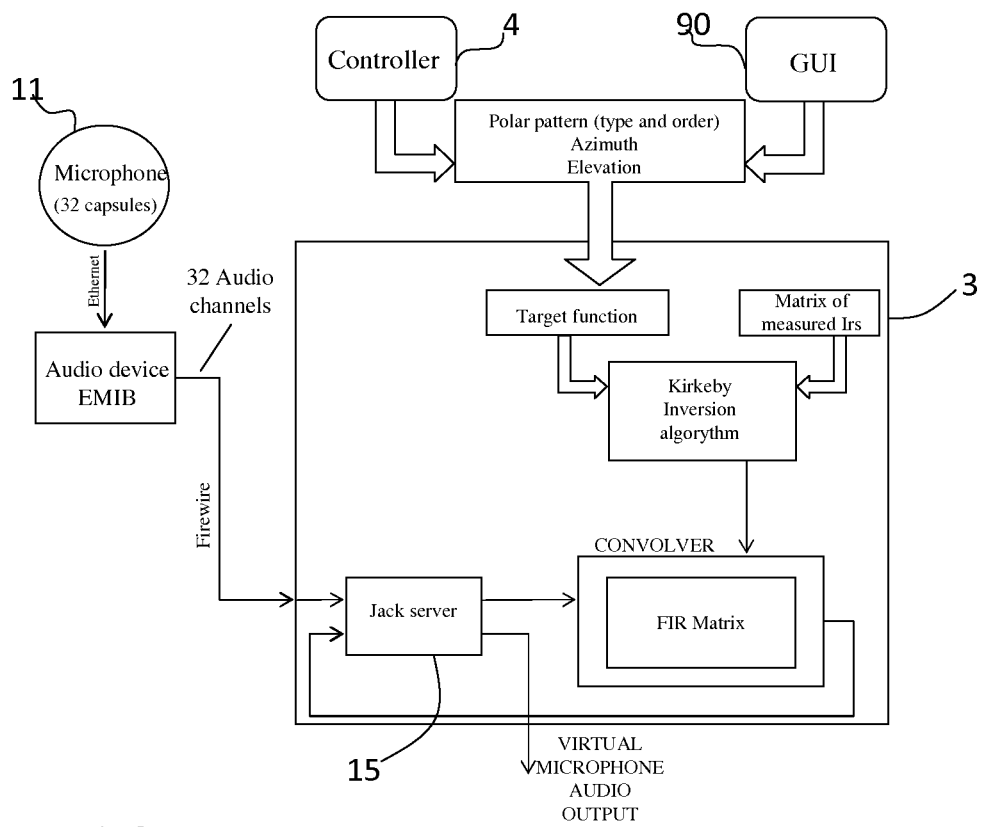 4
90
Controller
GUI
11
Polar pattern (type and order)
Azimuth
Elevation
Microphone
(32 capsules)
Ethernet
32 Audio
channels
3
Target function
Matrix of
measured Irs
Audio device
EMIB
Kirkeby
Inversion
algorythm
Firewire
CONVOLVER
Jack server
FIR Matrix
15
VIRTUAL
MICROPHONE
AUDIO
OUTPUT